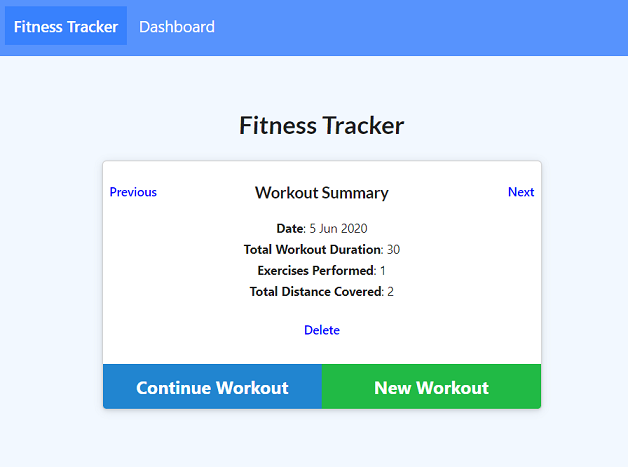 Fitness Tracker Dashboard
Fitness Tracker
Previous Workout Summary Next
Date: 5 Jun 2020
Total Workout Duration: 30
Exercises Performed: 1
Total Distance Covered: 2
Delete
Continue Workout New Workout